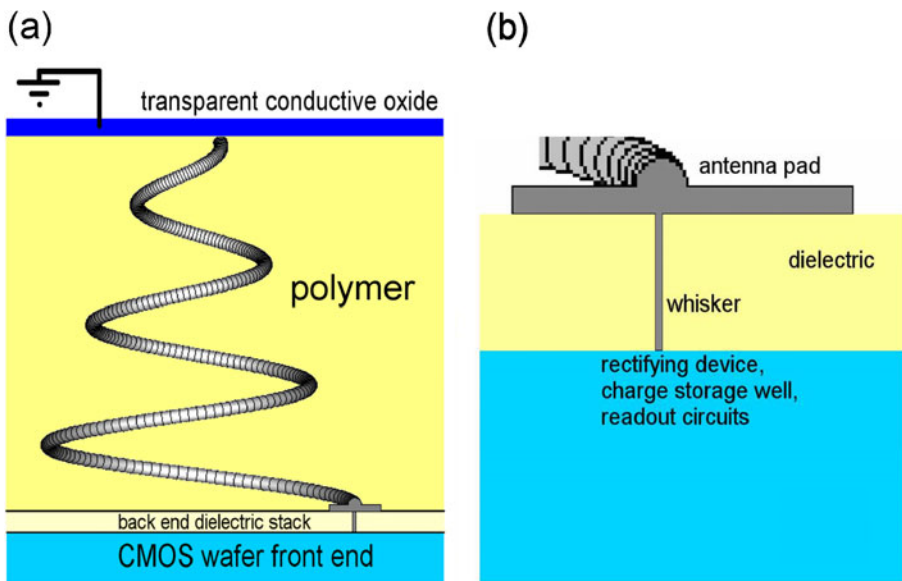 (a)
transparent conductive oxide
polymer
back end dielectric stack
CMOS wafer front end
(b)
antenna pad
dielectric
whisker
rectifying device,
charge storage well,
readout circuits